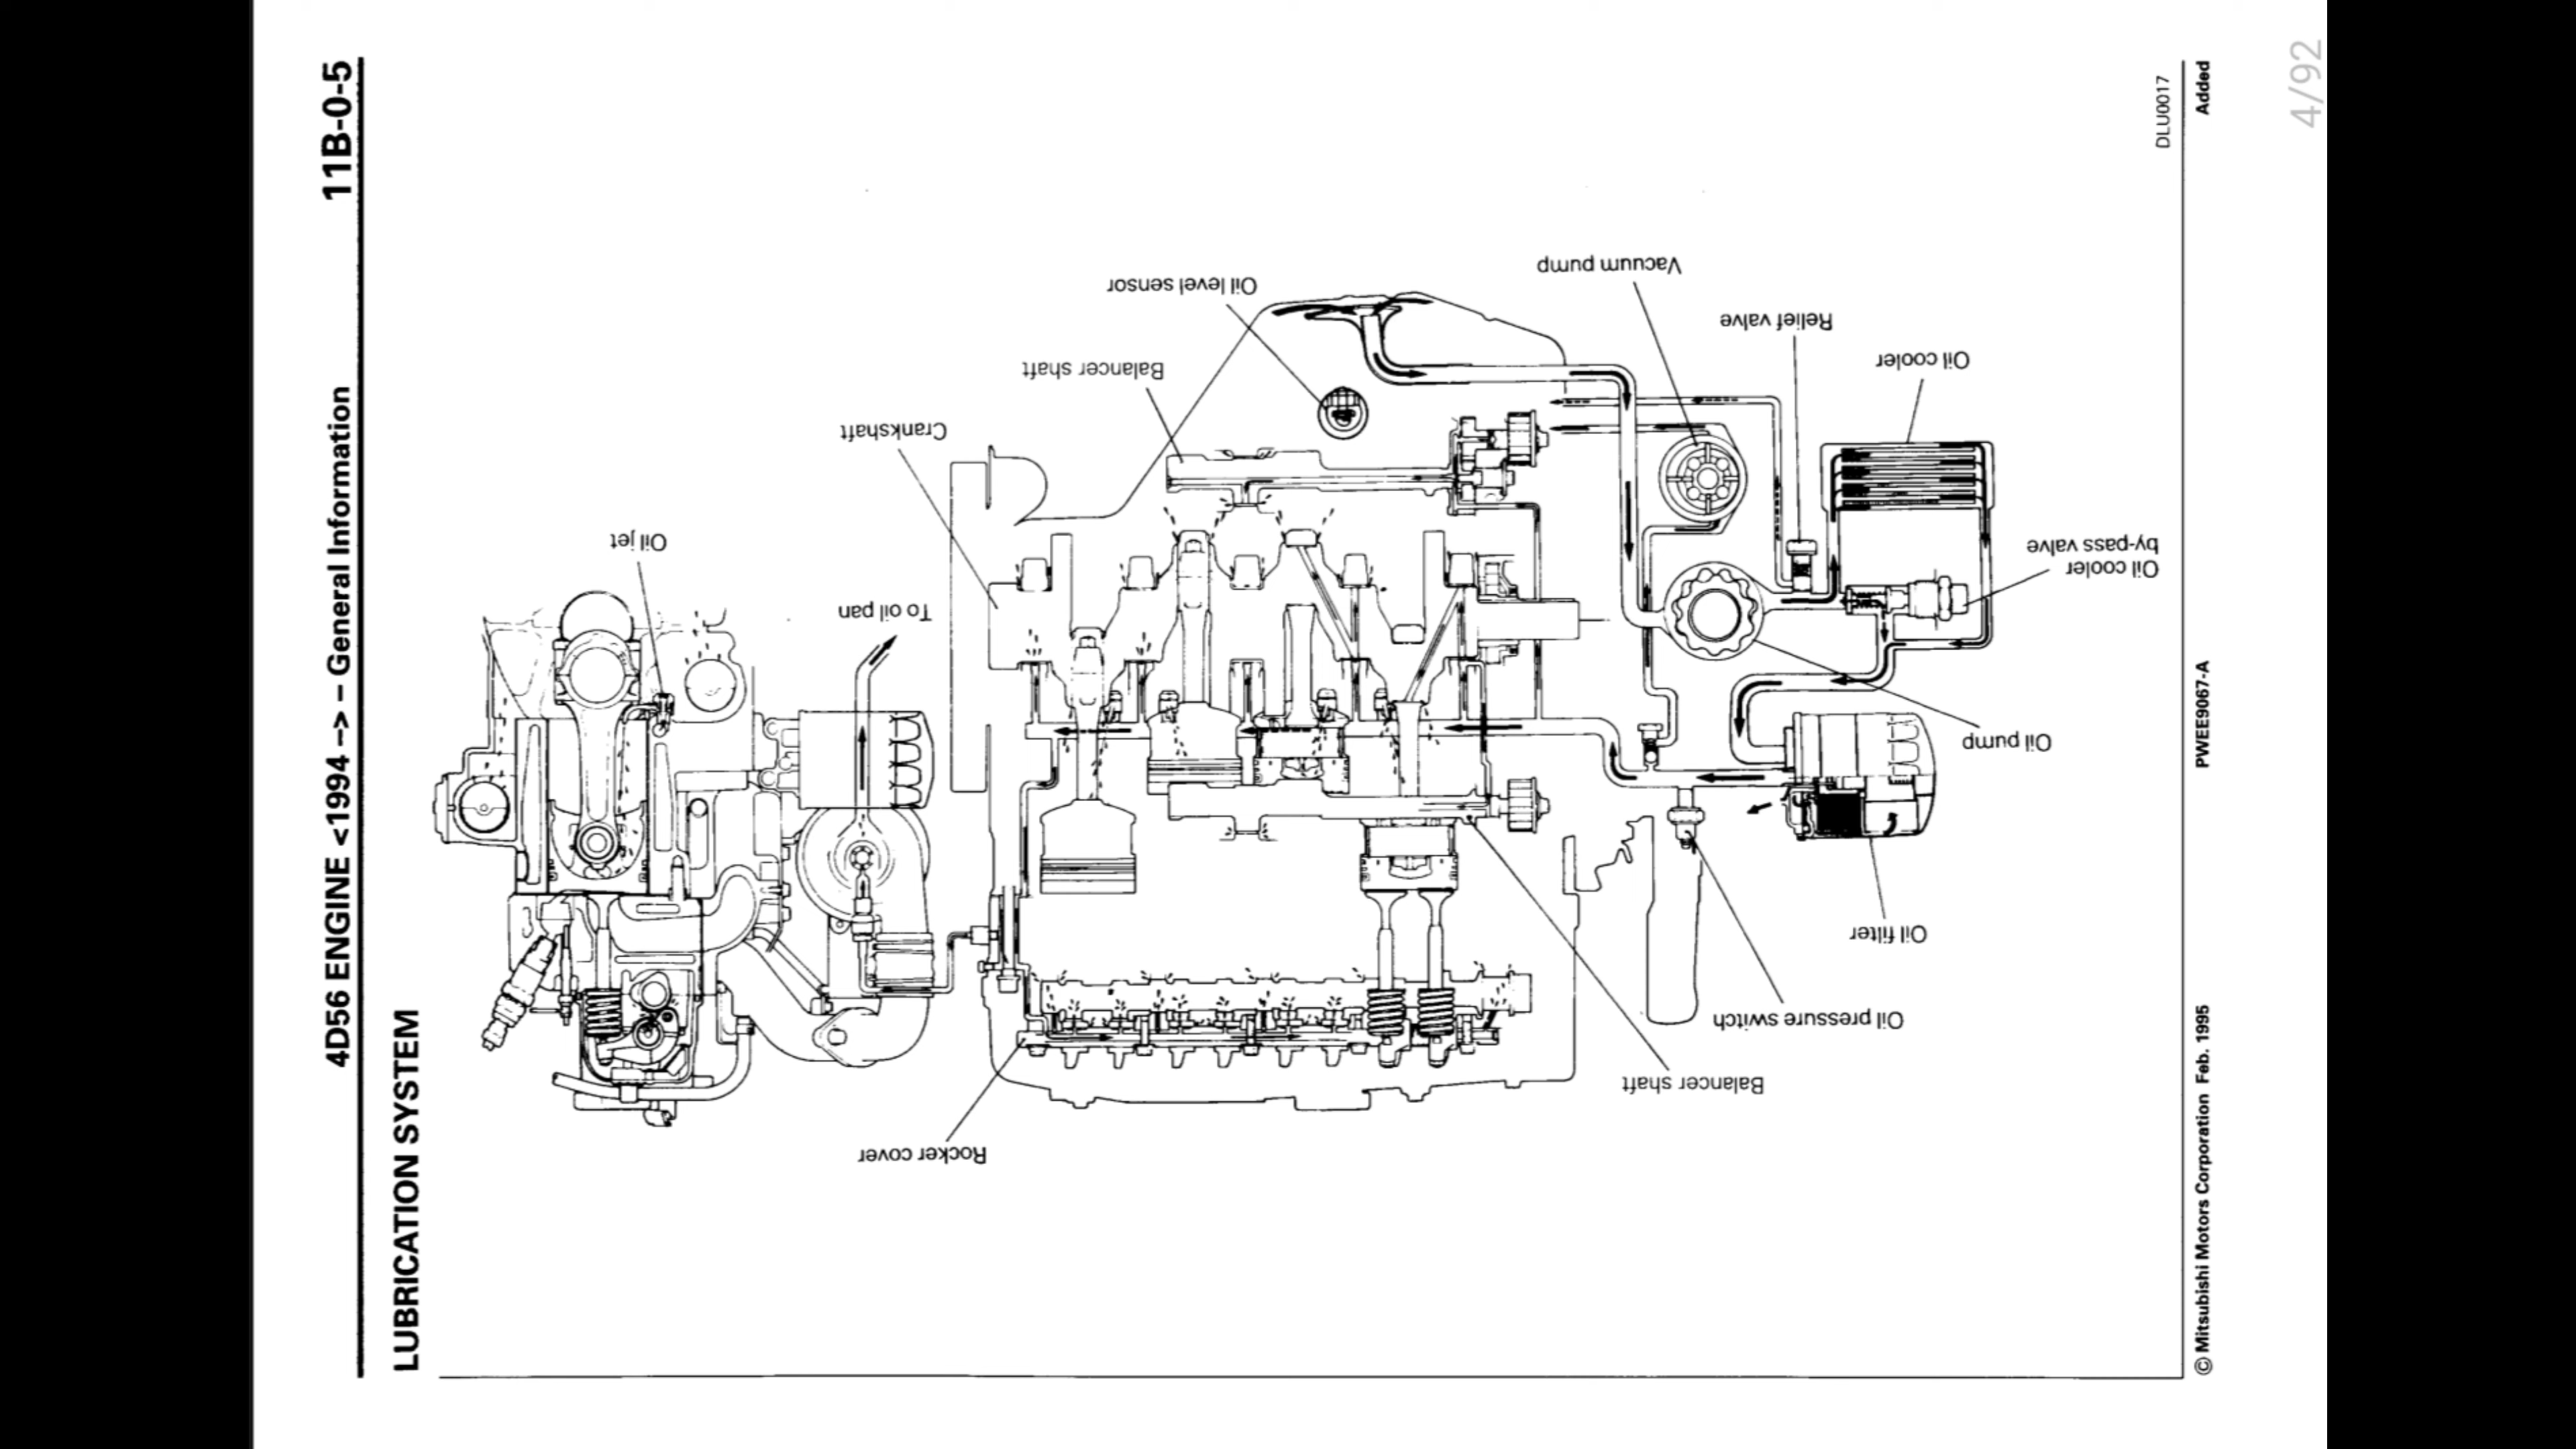 11B-0-5
4D56 ENGINE <1994 –> – General Information
LUBRICATION SYSTEM
Rocker cover
Balancer shaft
Oil pressure switch
Oil filter
Oil pump
Oil cooler
by-pass valve
Oil cooler
Relief valve
Vacuum pump
Oil level sensor
Balancer shaft
Crankshaft
To oil pan
Oil jet
DLU0017
© Mitsubishi Motors Corporation Feb. 1995
PWEE9067-A
Added
4/92